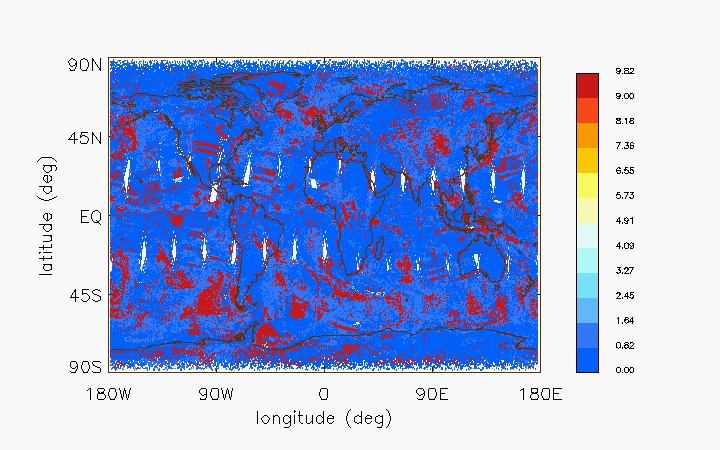 90N
45N
EQ
45S
90S
latitude (deg)
180W 90W 0 90E 180E
longitude (deg)
9.82
9.00
8.18
7.36
6.55
5.73
4.91
4.09
3.27
2.45
1.64
0.82
0.00